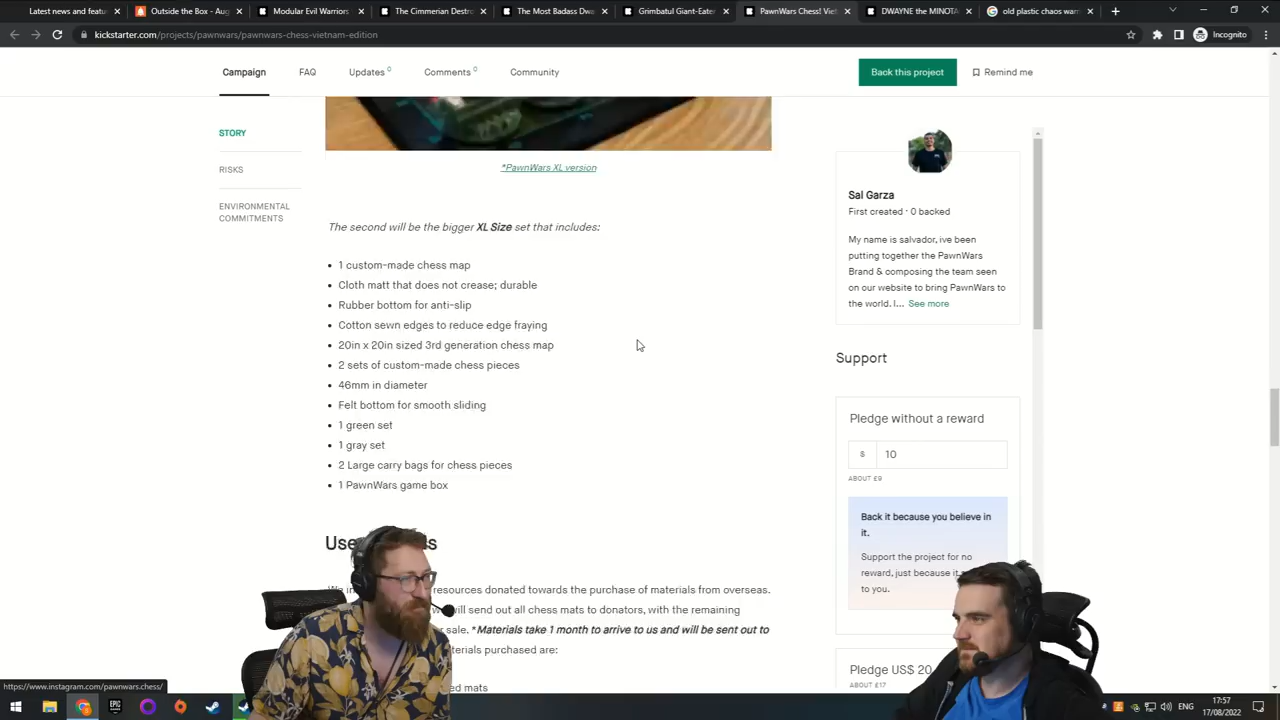 Latest news and features
Outside the Box - Aug
Modular Evil Warriors
The Cimmerian Destro
The Most Badass Dwa
Grimbatul Giant-Eater
PawnWars Chess! Viet
DWAYNE the MINOTA
old plastic chaos warr
kickstarter.com/projects/pawnwars/pawnwars-chess-vietnam-edition
Incognito
Campaign
FAQ
Updates 0
Comments 0
Community
Back this project
Remind me
STORY
RISKS
ENVIRONMENTAL
COMMITMENTS
*PawnWars XL version
The second will be the bigger XL Size set that includes:
• 1 custom-made chess map
• Cloth matt that does not crease; durable
• Rubber bottom for anti-slip
• Cotton sewn edges to reduce edge fraying
• 20in x 20in sized 3rd generation chess map
• 2 sets of custom-made chess pieces
• 46mm in diameter
• Felt bottom for smooth sliding
• 1 green set
• 1 gray set
• 2 Large carry bags for chess pieces
• 1 PawnWars game box
resources donated towards the purchase of materials from overseas.
will send out all chess mats to donators, with the remaining
sale. *Materials take 1 month to arrive to us and will be sent out to
purchased are:
mats
Sal Garza
First created · 0 backed
My name is salvador, ive been
putting together the PawnWars
Brand & composing the team seen
on our website to bring PawnWars to
the world. I... See more
Support
Pledge without a reward
$ 10
ABOUT £9
Back it because you believe in
it.
Support the project for no
reward, just because it
to you.
Pledge US$ 20
ABOUT £17
https://www.instagram.com/pawnwars.chess/
EPIC
17:57
17/08/2022